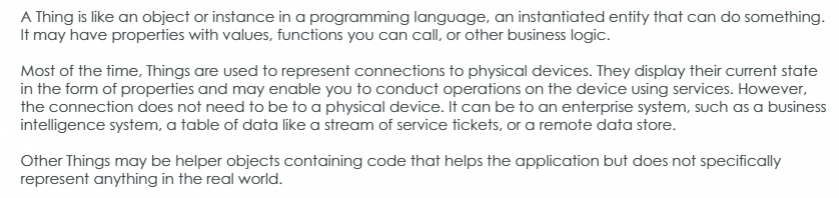 A Thing is like an object or instance in a programming language, an instantiated entity that can do something.
It may have properties with values, functions you can call, or other business logic.
Most of the time, Things are used to represent connections to physical devices. They display their current state
in the form of properties and may enable you to conduct operations on the device using services. However,
the connection does not need to be to a physical device. It can be to an enterprise system, such as a business
intelligence system, a table of data like a stream of service tickets, or a remote data store.
Other Things may be helper objects containing code that helps the application but does not specifically
represent anything in the real world.